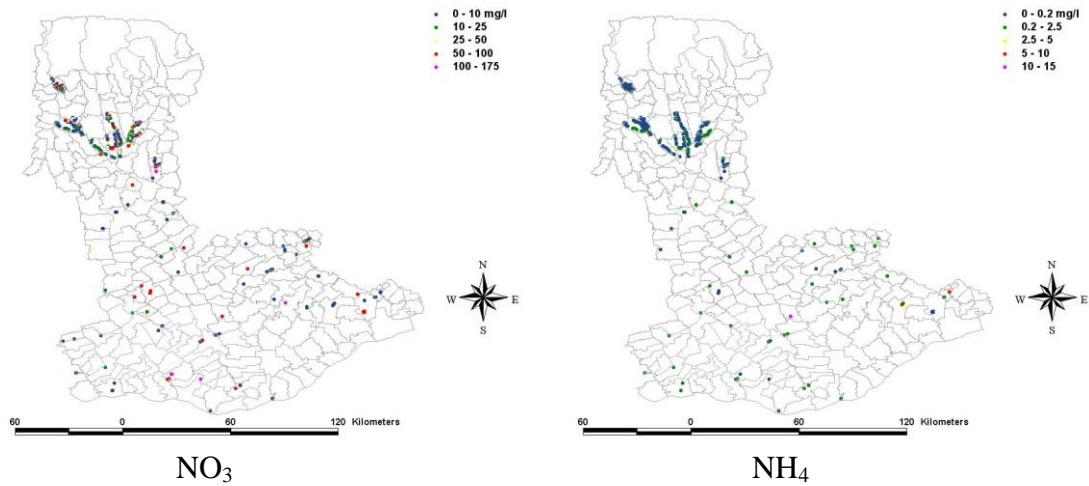 0 - 10 mg/l
10 - 25
25 - 50
50 - 100
100 - 175
N
W E
S
60 0 60 120 Kilometers
NO₃
0 - 0.2 mg/l
0.2 - 2.5
2.5 - 5
5 - 10
10 - 15
N
W E
S
60 0 60 120 Kilometers
NH₄